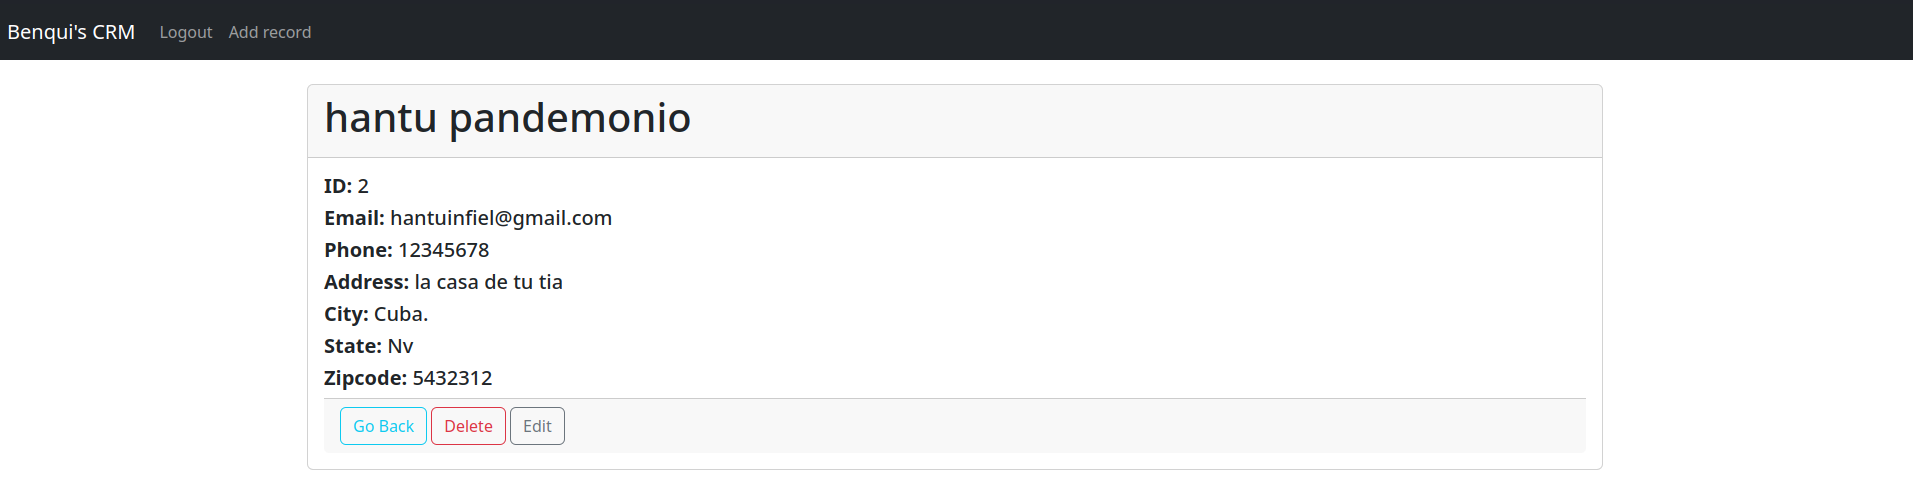 Benqui's CRM Logout Add record
hantu pandemonio
ID: 2
Email: hantuinfiel@gmail.com
Phone: 12345678
Address: la casa de tu tia
City: Cuba.
State: Nv
Zipcode: 5432312
Go Back Delete Edit